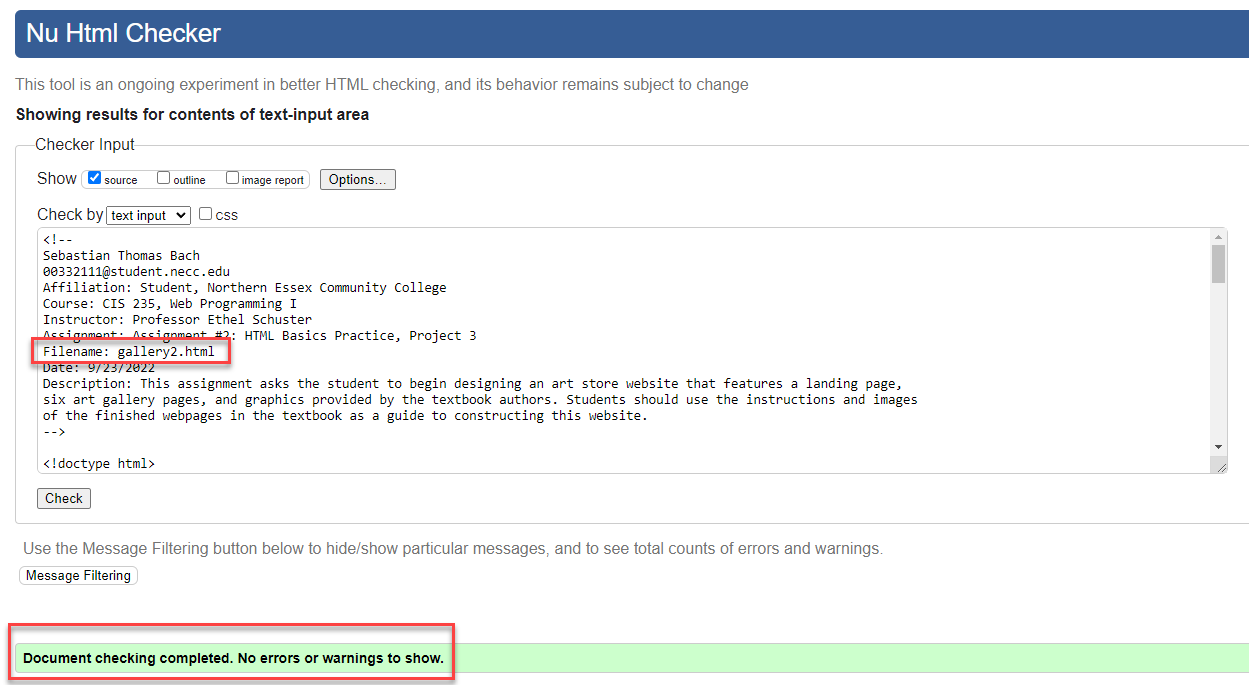 Nu Html Checker
This tool is an ongoing experiment in better HTML checking, and its behavior remains subject to change
Showing results for contents of text-input area
Checker Input
Show source outline image report Options...
Check by text input css
<!--
Sebastian Thomas Bach
00332111@student.necc.edu
Affiliation: Student, Northern Essex Community College
Course: CIS 235, Web Programming I
Instructor: Professor Ethel Schuster
Assignment: Assignment #2: HTML Basics Practice, Project 3
Filename: gallery2.html
Date: 9/23/2022
Description: This assignment asks the student to begin designing an art store website that features a landing page,
six art gallery pages, and graphics provided by the textbook authors. Students should use the instructions and images
of the finished webpages in the textbook as a guide to constructing this website.
-->
<!doctype html>
Check
Use the Message Filtering button below to hide/show particular messages, and to see total counts of errors and warnings.
Message Filtering
Document checking completed. No errors or warnings to show.